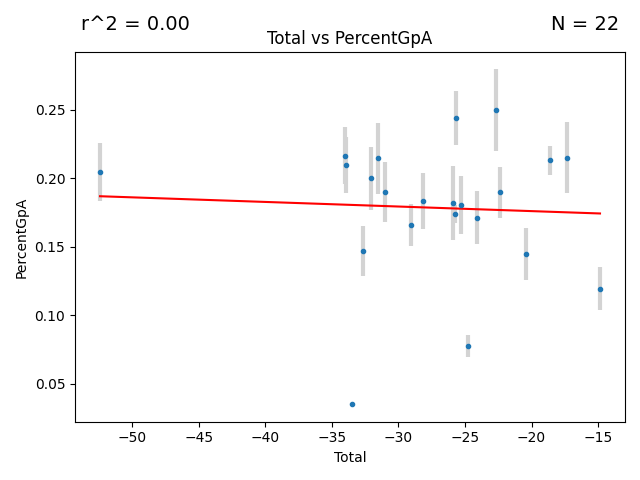 r^2 = 0.00
N = 22
Total vs PercentGpA
PercentGpA
0.25
0.20
0.15
0.10
0.05
−50
−45
−40
−35
−30
−25
−20
−15
Total